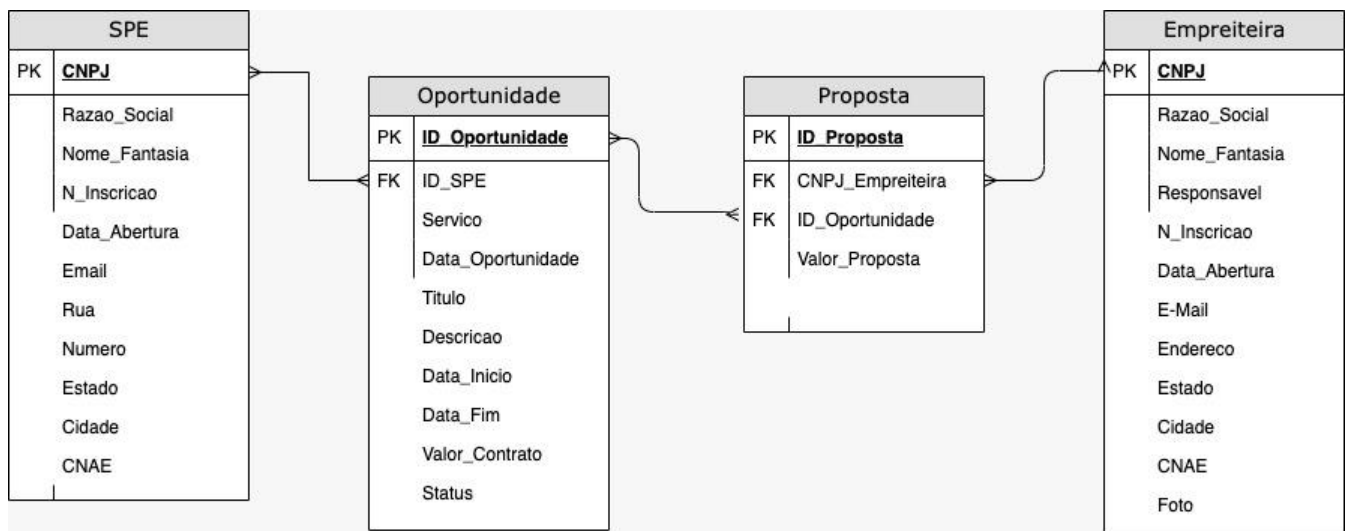 SPE
PK CNPJ
Razao_Social
Nome_Fantasia
N_Inscricao
Data_Abertura
Email
Rua
Numero
Estado
Cidade
CNAE
Oportunidade
PK ID_Oportunidade
FK ID_SPE
Servico
Data_Oportunidade
Titulo
Descricao
Data_Inicio
Data_Fim
Valor_Contrato
Status
Proposta
PK ID_Proposta
FK CNPJ_Empreiteira
FK ID_Oportunidade
Valor_Proposta
Empreiteira
PK CNPJ
Razao_Social
Nome_Fantasia
Responsavel
N_Inscricao
Data_Abertura
E-Mail
Endereco
Estado
Cidade
CNAE
Foto